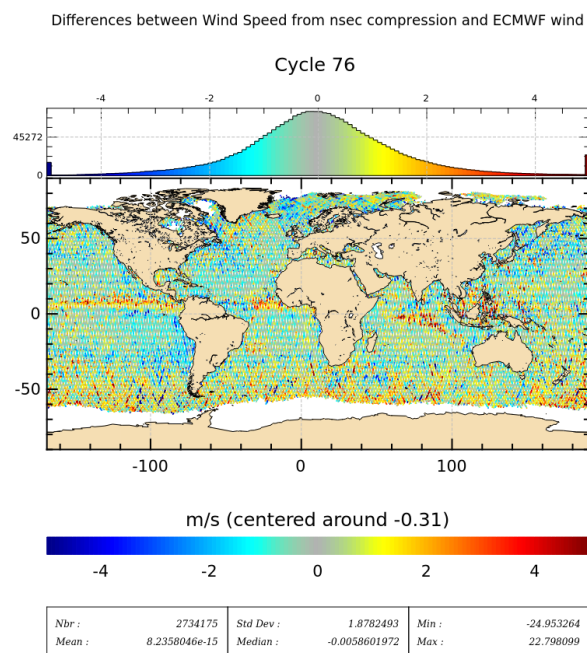 Differences between Wind Speed from nsec compression and ECMWF wind
Cycle 76
-4 -2 0 2 4
45272
0
50
0
-50
-100 0 100
m/s (centered around -0.31)
-4 -2 0 2 4
Nbr : 2734175 Std Dev : 1.8782493 Min : -24.953264
Mean : 8.2358046e-15 Median : -0.0058601972 Max : 22.798099